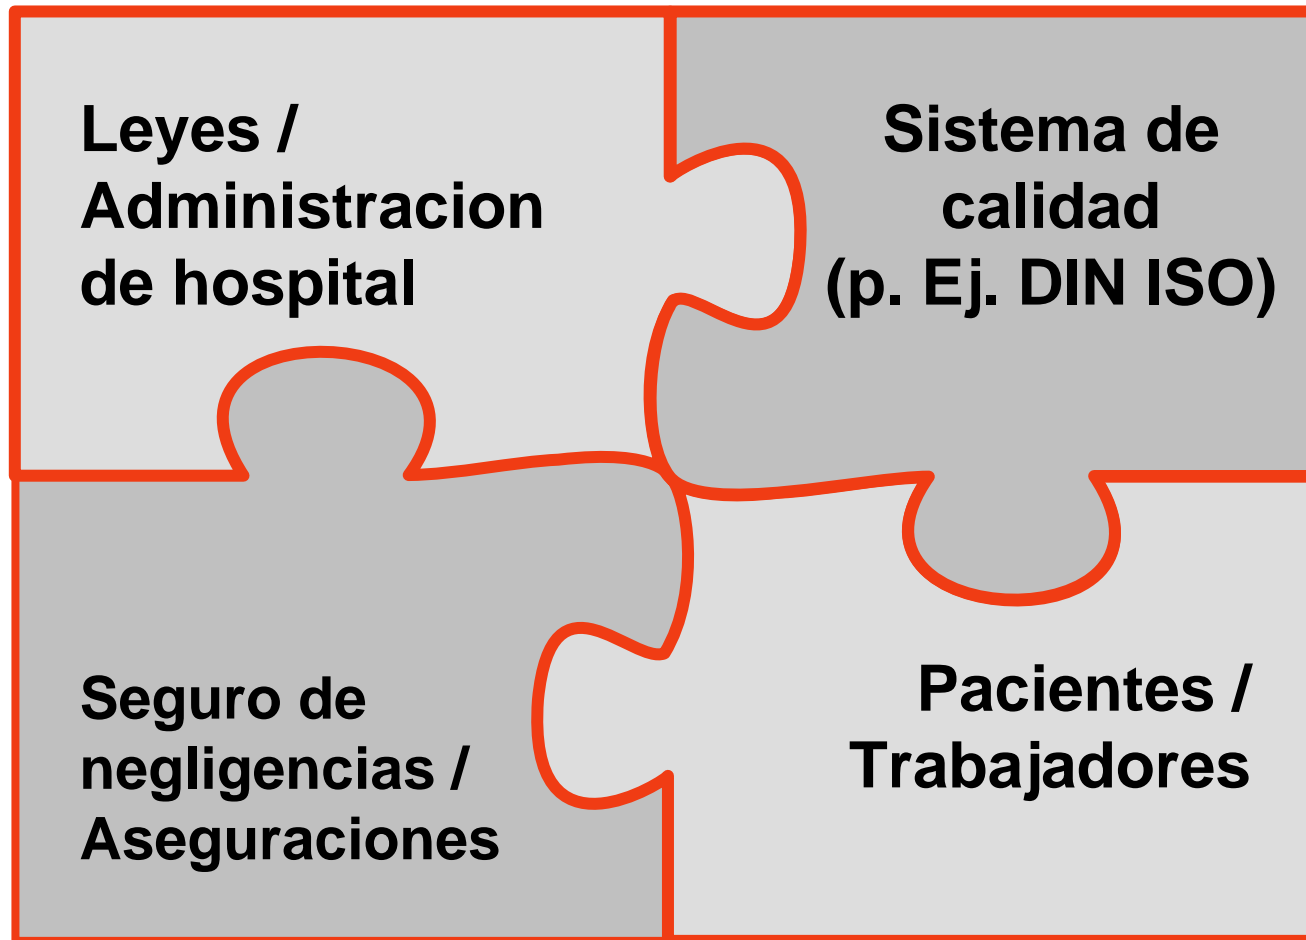 Leyes /
Administracion
de hospital
Sistema de
calidad
(p. Ej. DIN ISO)
Seguro de
negligencias /
Aseguraciones
Pacientes /
Trabajadores